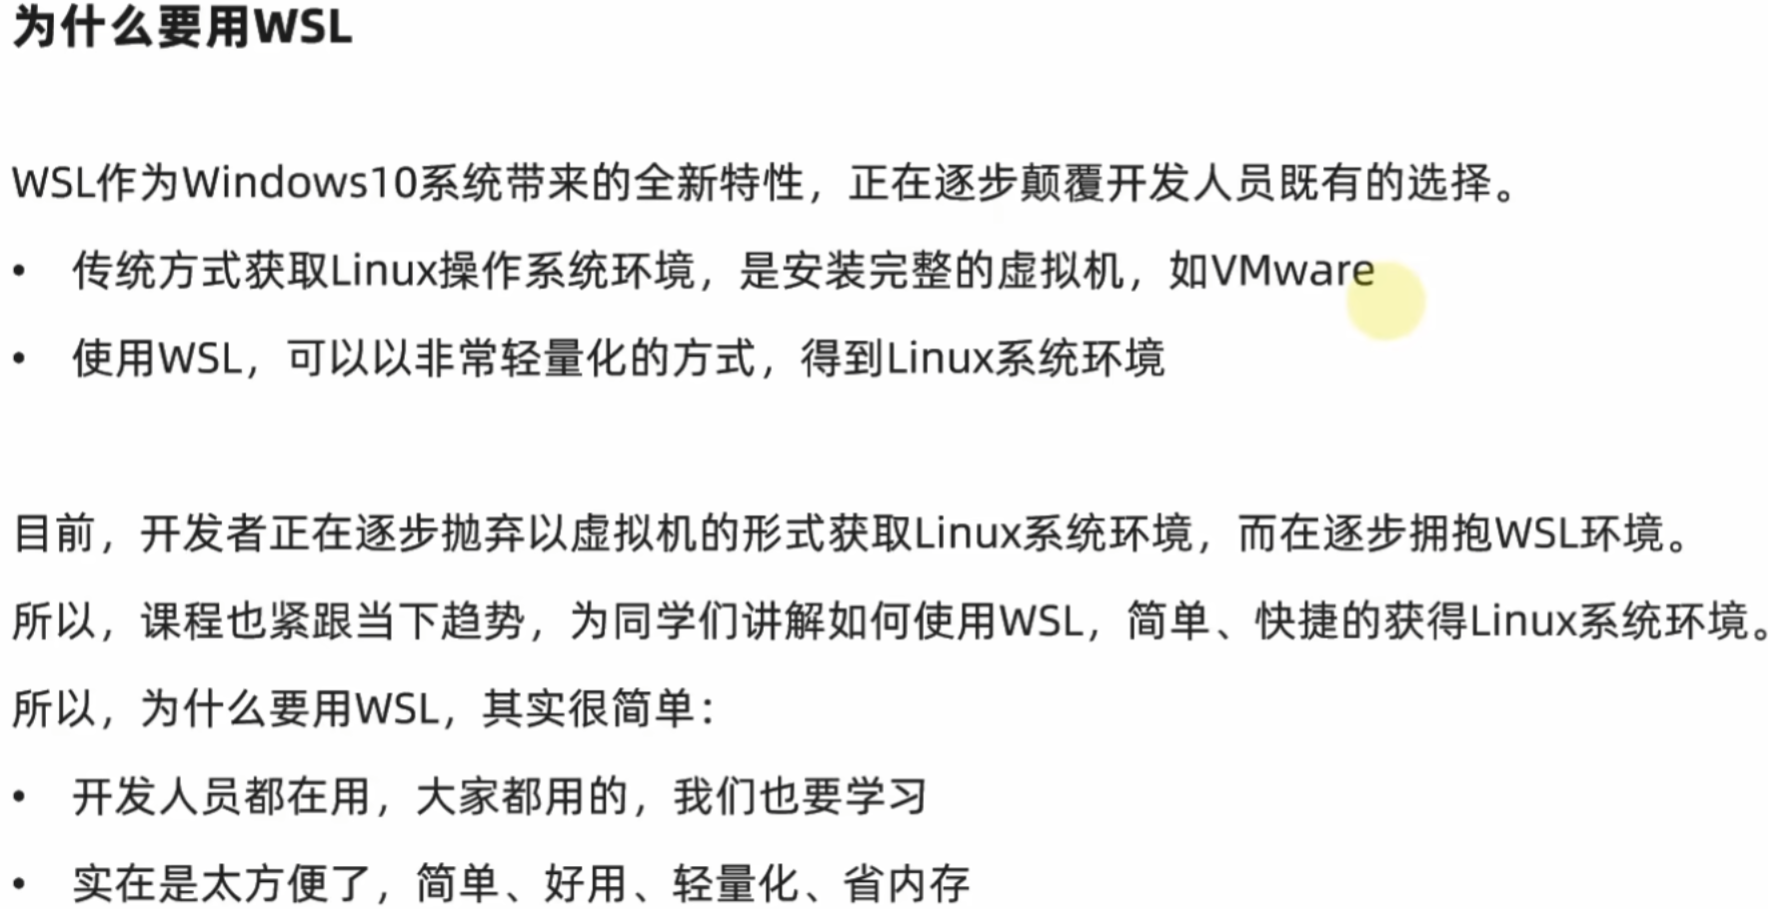 为什么要用WSL
WSL作为Windows10系统带来的全新特性，正在逐步颠覆开发人员既有的选择。
• 传统方式获取Linux操作系统环境，是安装完整的虚拟机，如VMware
• 使用WSL，可以以非常轻量化的方式，得到Linux系统环境
目前，开发者正在逐步抛弃以虚拟机的形式获取Linux系统环境，而在逐步拥抱WSL环境。
所以，课程也紧跟当下趋势，为同学们讲解如何使用WSL，简单、快捷的获得Linux系统环境。
所以，为什么要用WSL，其实很简单：
• 开发人员都在用，大家都用的，我们也要学习
• 实在是太方便了，简单、好用、轻量化、省内存